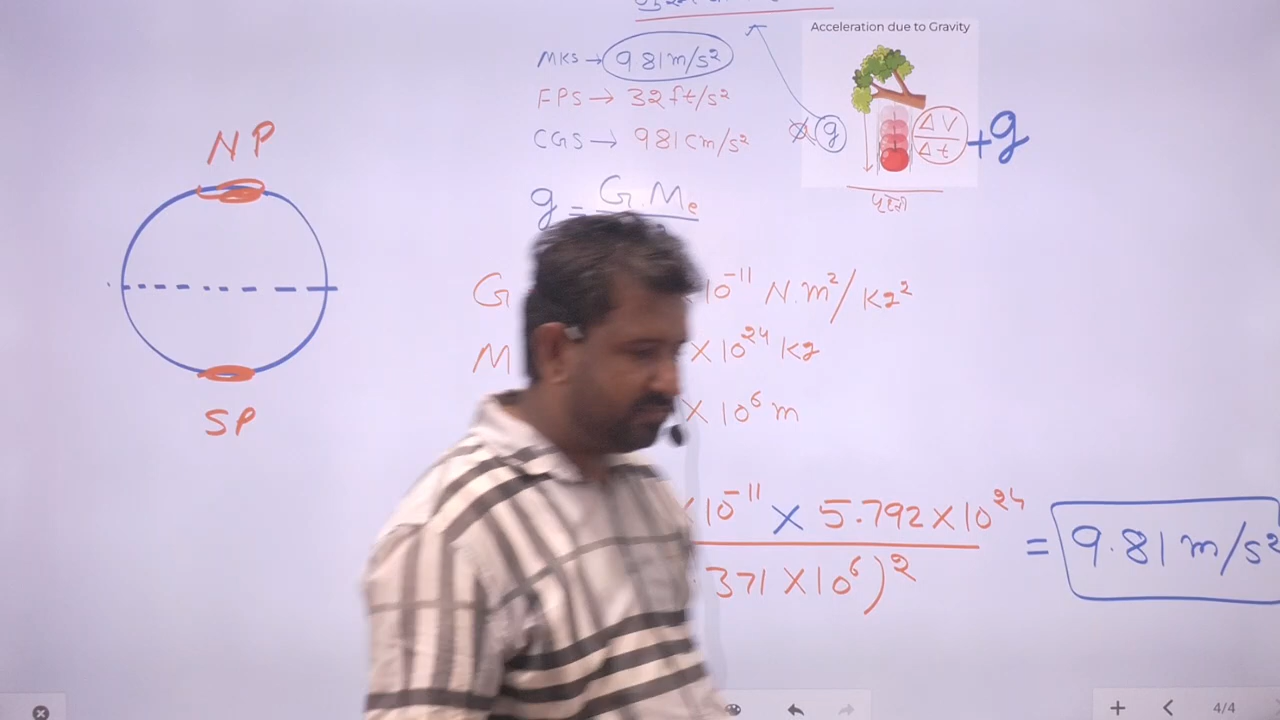 Acceleration due to Gravity
MKS → 9.81 m/s²
FPS → 32 ft/s²
CGS → 981 cm/s²
g
ΔV
Δt
+g
पृथ्वी
NP
SP
g = G.Me
G 10⁻¹¹ N.m²/Kg²
M ×10²⁴ Kg
× 10⁶ m
×10⁻¹¹ × 5.792×10²⁴
371 ×10⁶)²
= 9.81 m/s²
4/4